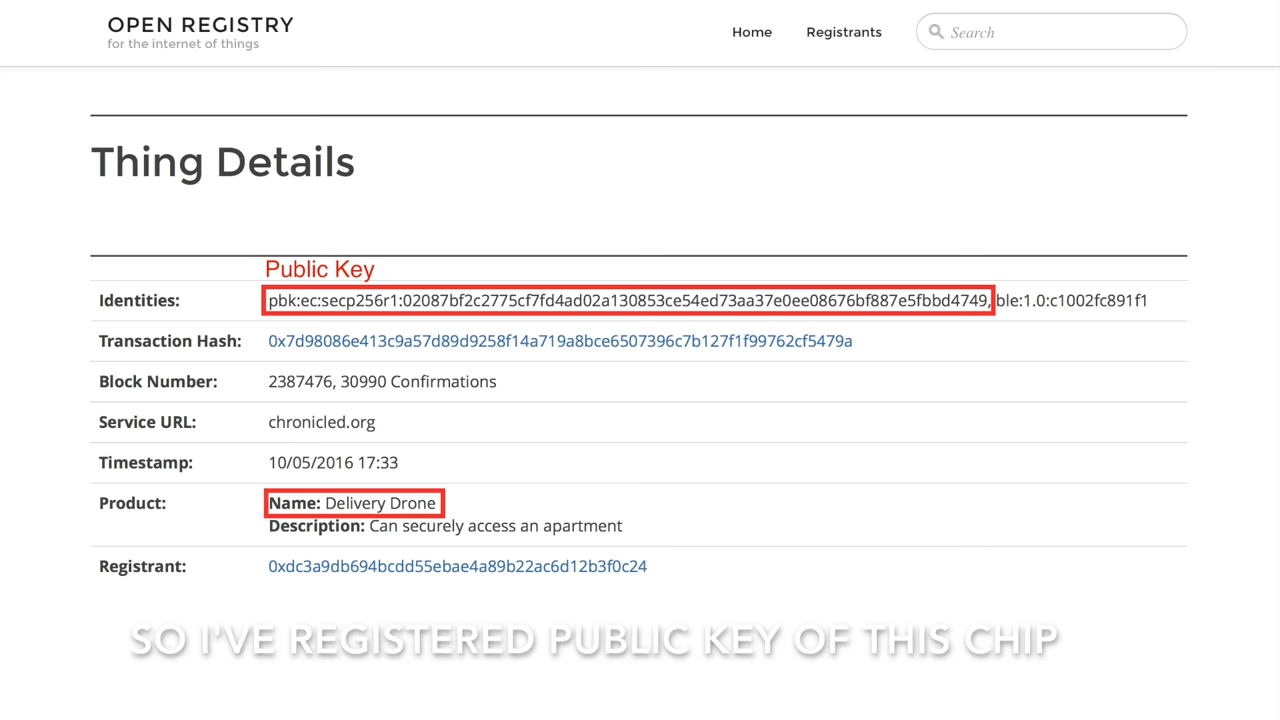 OPEN REGISTRY
for the internet of things
Home
Registrants
Search
Thing Details
Public Key
Identities: pbk:ec:secp256r1:02087bf2c2775cf7fd4ad02a130853ce54ed73aa37e0ee08676bf887e5fbbd4749, ble:1.0:c1002fc891f1
Transaction Hash: 0x7d98086e413c9a57d89d9258f14a719a8bce6507396c7b127f1f99762cf5479a
Block Number: 2387476, 30990 Confirmations
Service URL: chronicled.org
Timestamp: 10/05/2016 17:33
Product: Name: Delivery Drone
Description: Can securely access an apartment
Registrant: 0xdc3a9db694bcdd55ebae4a89b22ac6d12b3f0c24
SO I'VE REGISTERED PUBLIC KEY OF THIS CHIP